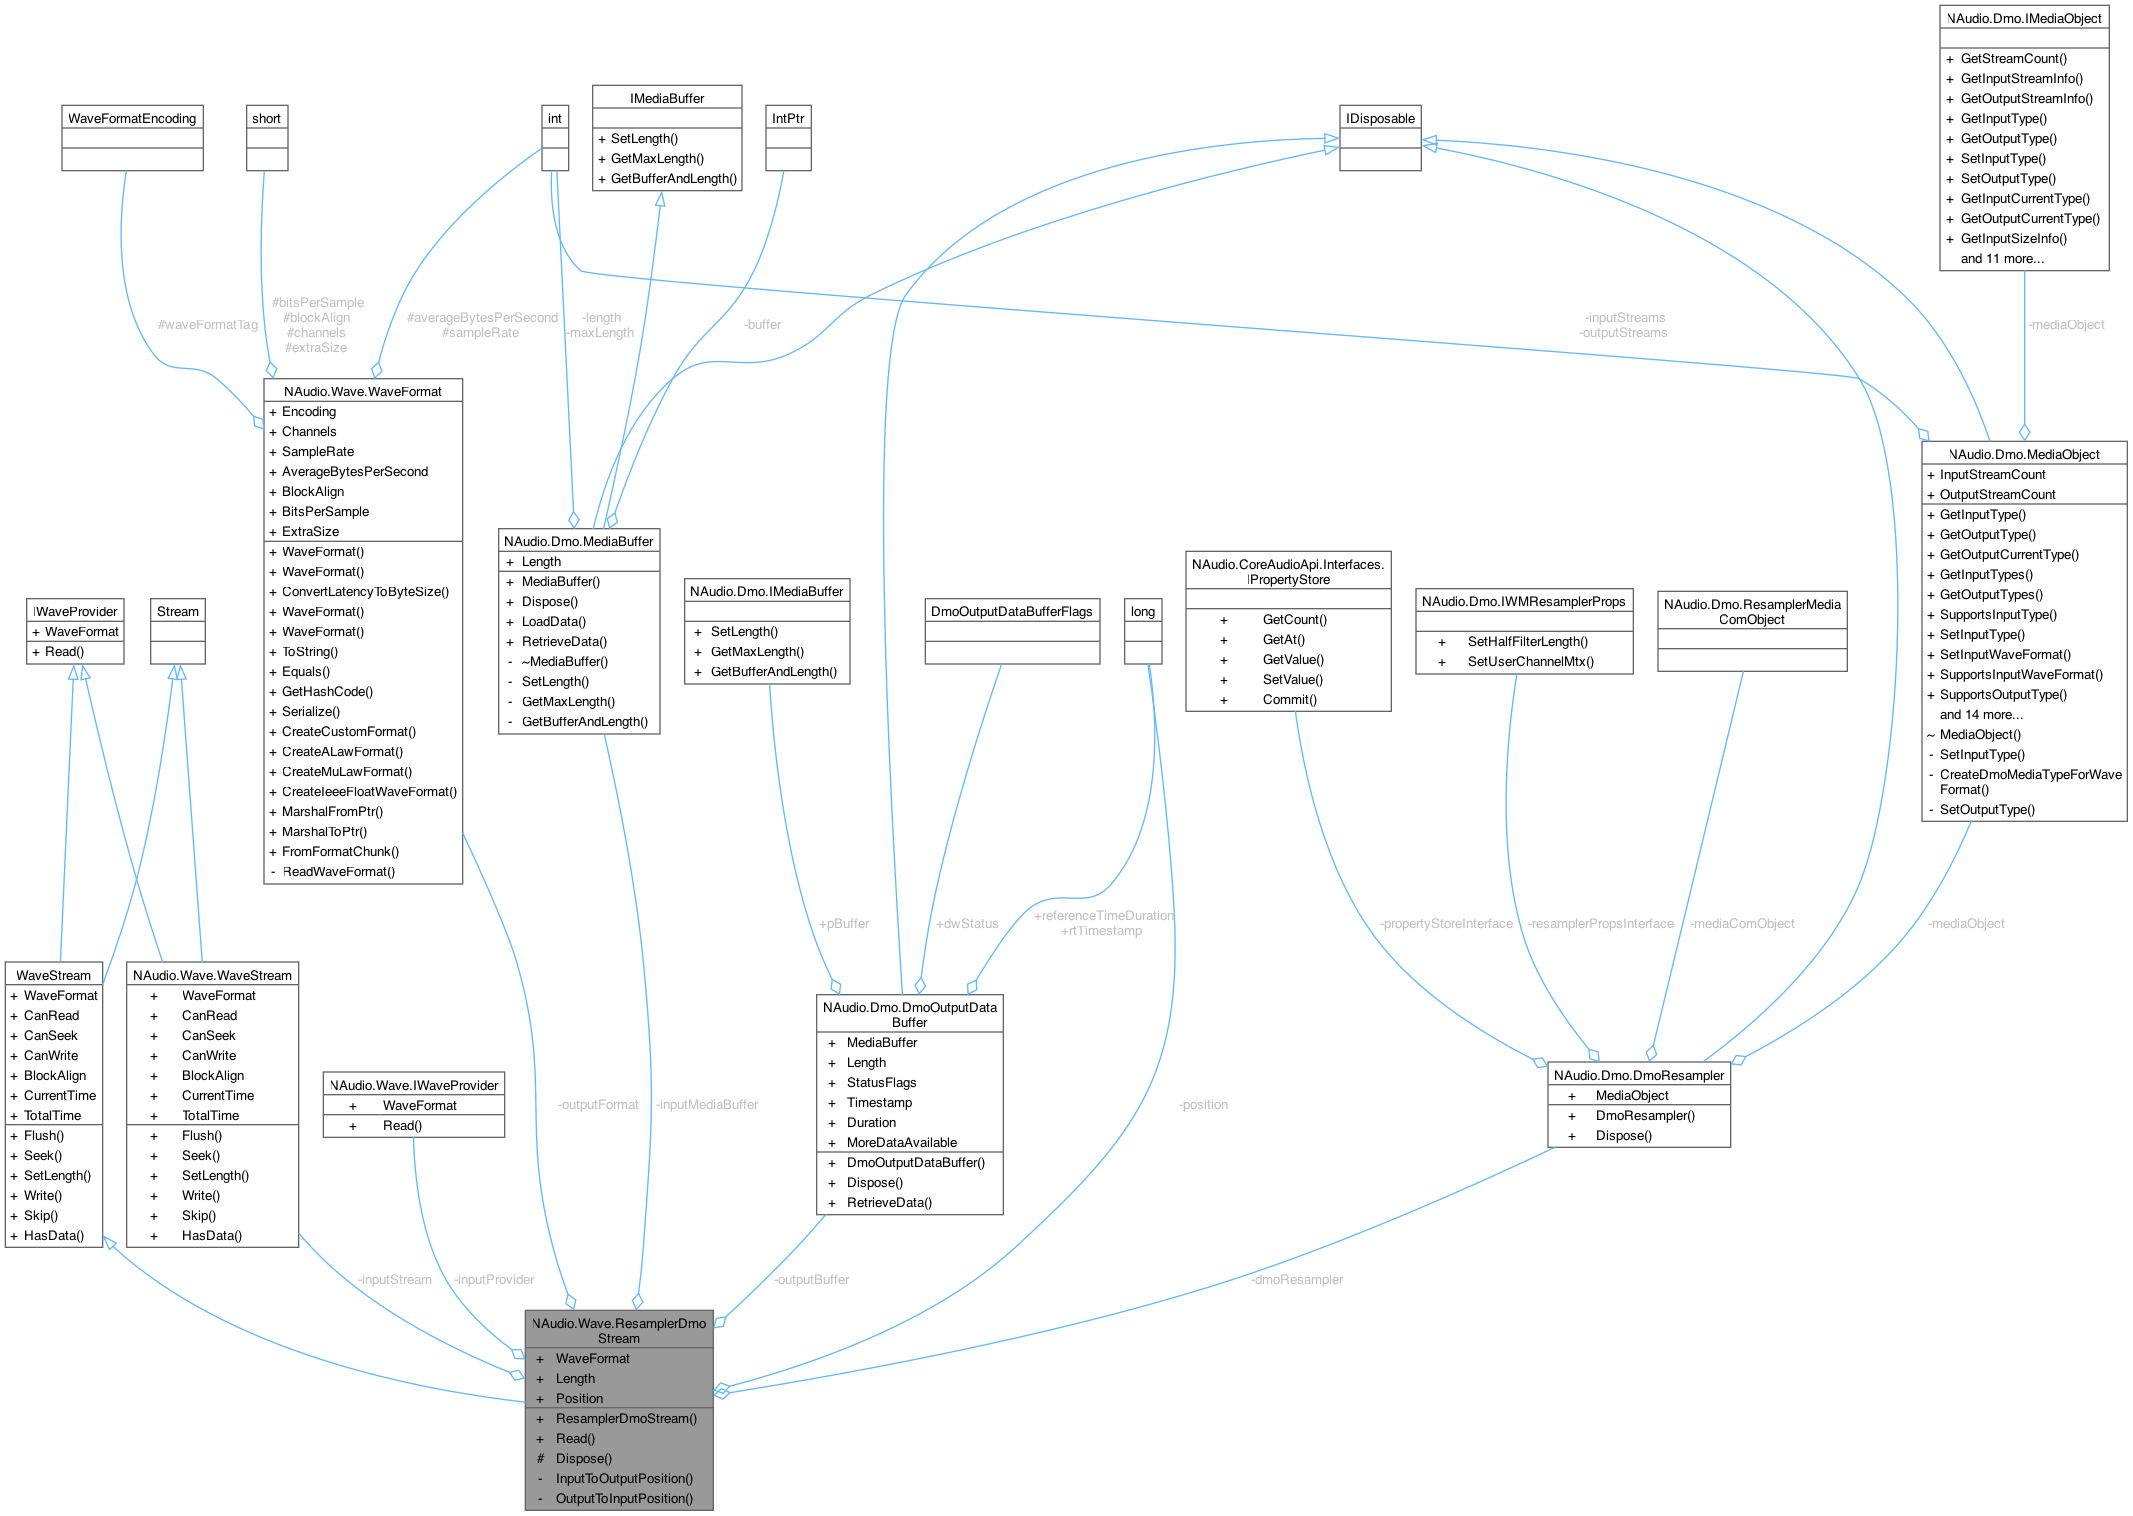 NAudio.Dmo.IMediaObject
+ GetStreamCount()
+ GetInputStreamInfo()
+ GetOutputStreamInfo()
+ GetInputType()
+ GetOutputType()
+ SetInputType()
+ SetOutputType()
+ GetInputCurrentType()
+ GetOutputCurrentType()
+ GetInputSizeInfo()
and 11 more...
WaveFormatEncoding
short
int
IMediaBuffer
+ SetLength()
+ GetMaxLength()
+ GetBufferAndLength()
IntPtr
IDisposable
#waveFormatTag
#bitsPerSample
#blockAlign
#channels
#extraSize
#averageBytesPerSecond
#sampleRate
-length
-maxLength
-buffer
-inputStreams
-outputStreams
-mediaObject
NAudio.Wave.WaveFormat
+ Encoding
+ Channels
+ SampleRate
+ AverageBytesPerSecond
+ BlockAlign
+ BitsPerSample
+ ExtraSize
+ WaveFormat()
+ WaveFormat()
+ ConvertLatencyToByteSize()
+ WaveFormat()
+ WaveFormat()
+ ToString()
+ Equals()
+ GetHashCode()
+ Serialize()
+ CreateCustomFormat()
+ CreateALawFormat()
+ CreateMuLawFormat()
+ CreateIeeeFloatWaveFormat()
+ MarshalFromPtr()
+ MarshalToPtr()
+ FromFormatChunk()
- ReadWaveFormat()
NAudio.Dmo.MediaBuffer
+ Length
+ MediaBuffer()
+ Dispose()
+ LoadData()
+ RetrieveData()
- ~MediaBuffer()
- SetLength()
- GetMaxLength()
- GetBufferAndLength()
NAudio.Dmo.MediaObject
+ InputStreamCount
+ OutputStreamCount
+ GetInputType()
+ GetOutputType()
+ GetOutputCurrentType()
+ GetInputTypes()
+ GetOutputTypes()
+ SupportsInputType()
+ SetInputType()
+ SetInputWaveFormat()
+ SupportsInputWaveFormat()
+ SupportsOutputType()
and 14 more...
~ MediaObject()
- SetInputType()
- CreateDmoMediaTypeForWave
Format()
- SetOutputType()
IWaveProvider
+ WaveFormat
+ Read()
Stream
NAudio.Dmo.IMediaBuffer
+ SetLength()
+ GetMaxLength()
+ GetBufferAndLength()
DmoOutputDataBufferFlags
long
NAudio.CoreAudioApi.Interfaces.
IPropertyStore
+ GetCount()
+ GetAt()
+ GetValue()
+ SetValue()
+ Commit()
NAudio.Dmo.IWMResamplerProps
+ SetHalfFilterLength()
+ SetUserChannelMtx()
NAudio.Dmo.ResamplerMedia
ComObject
+pBuffer
+dwStatus
+referenceTimeDuration
+rtTimestamp
-propertyStoreInterface
-resamplerPropsInterface
-mediaComObject
-mediaObject
WaveStream
+ WaveFormat
+ CanRead
+ CanSeek
+ CanWrite
+ BlockAlign
+ CurrentTime
+ TotalTime
+ Flush()
+ Seek()
+ SetLength()
+ Write()
+ Skip()
+ HasData()
NAudio.Wave.WaveStream
+ WaveFormat
+ CanRead
+ CanSeek
+ CanWrite
+ BlockAlign
+ CurrentTime
+ TotalTime
+ Flush()
+ Seek()
+ SetLength()
+ Write()
+ Skip()
+ HasData()
NAudio.Wave.IWaveProvider
+ WaveFormat
+ Read()
-outputFormat
-inputMediaBuffer
NAudio.Dmo.DmoOutputData
Buffer
+ MediaBuffer
+ Length
+ StatusFlags
+ Timestamp
+ Duration
+ MoreDataAvailable
+ DmoOutputDataBuffer()
+ Dispose()
+ RetrieveData()
-position
NAudio.Dmo.DmoResampler
+ MediaObject
+ DmoResampler()
+ Dispose()
-inputStream
-inputProvider
-outputBuffer
-dmoResampler
NAudio.Wave.ResamplerDmo
Stream
+ WaveFormat
+ Length
+ Position
+ ResamplerDmoStream()
+ Read()
# Dispose()
- InputToOutputPosition()
- OutputToInputPosition()